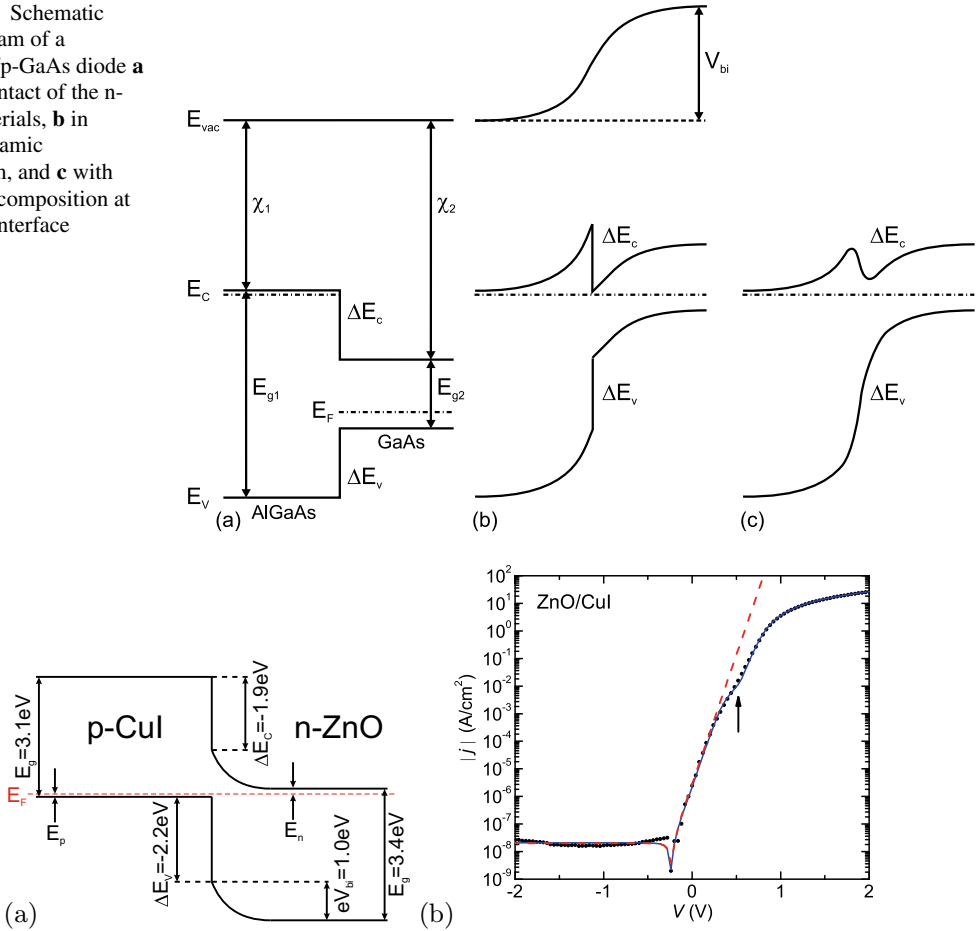 Schematic
am of a
p-GaAs diode a
ntact of the n-
erials, b in
amic
n, and c with
composition at
nterface
V_bi
E_vac
χ_1
χ_2
ΔE_c
ΔE_c
E_C
ΔE_c
E_g1
E_g2
E_F
ΔE_v
ΔE_v
GaAs
ΔE_v
E_V
AlGaAs
(a)
(b)
(c)
p-CuI
n-ZnO
E_g=3.1eV
ΔE_C=-1.9eV
E_F
E_p
E_n
ΔE_V=-2.2eV
eV_bi=1.0eV
E_g=3.4eV
(a)
ZnO/CuI
|j| (A/cm²)
10²
10¹
10⁰
10⁻¹
10⁻²
10⁻³
10⁻⁴
10⁻⁵
10⁻⁶
10⁻⁷
10⁻⁸
10⁻⁹
-2 -1 0 1 2
V (V)
(b)